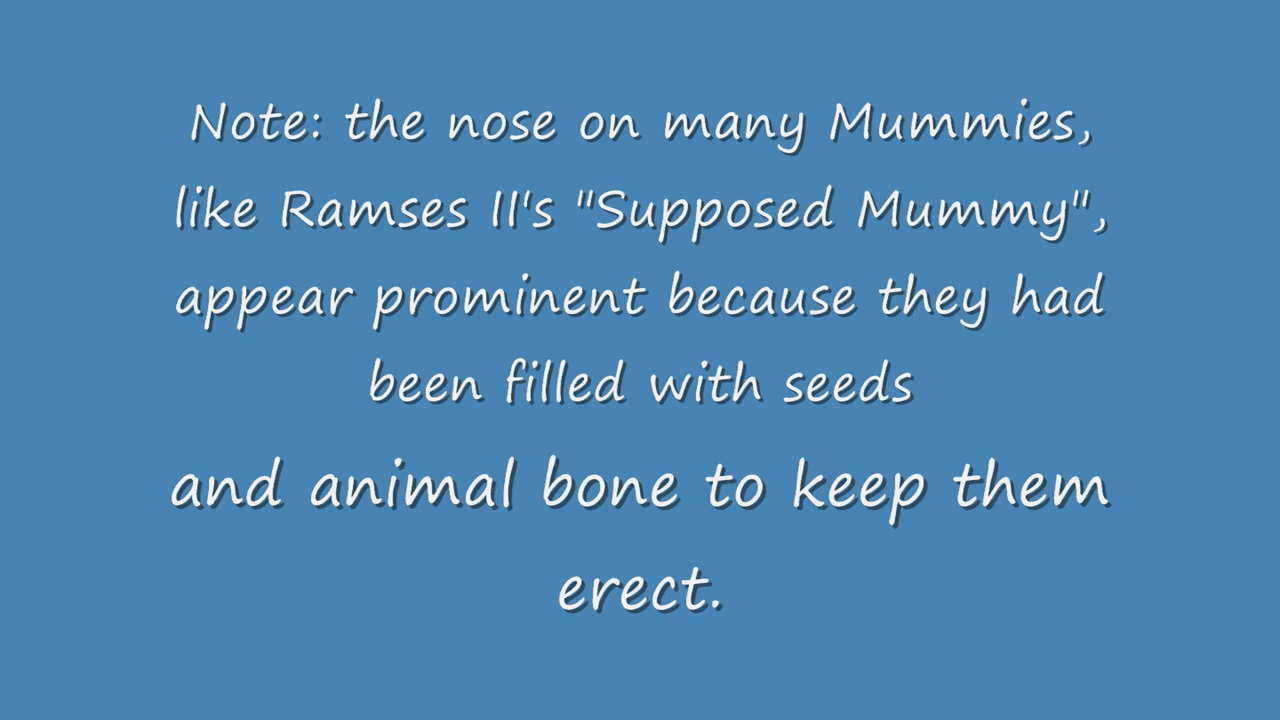 Note: the nose on many Mummies,
like Ramses II's "Supposed Mummy",
appear prominent because they had
been filled with seeds
and animal bone to keep them
erect.